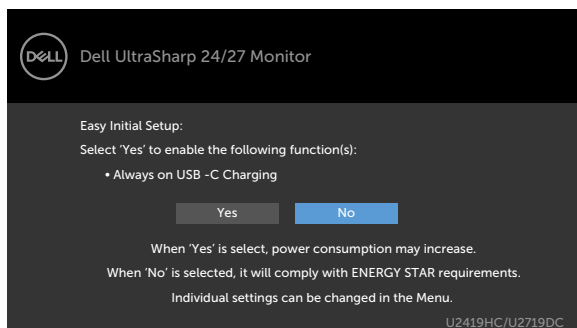 DELL
Dell UltraSharp 24/27 Monitor
Easy Initial Setup:
Select ‘Yes’ to enable the following function(s):
• Always on USB -C Charging
Yes No
When ‘Yes’ is select, power consumption may increase.
When ‘No’ is selected, it will comply with ENERGY STAR requirements.
Individual settings can be changed in the Menu.
U2419HC/U2719DC